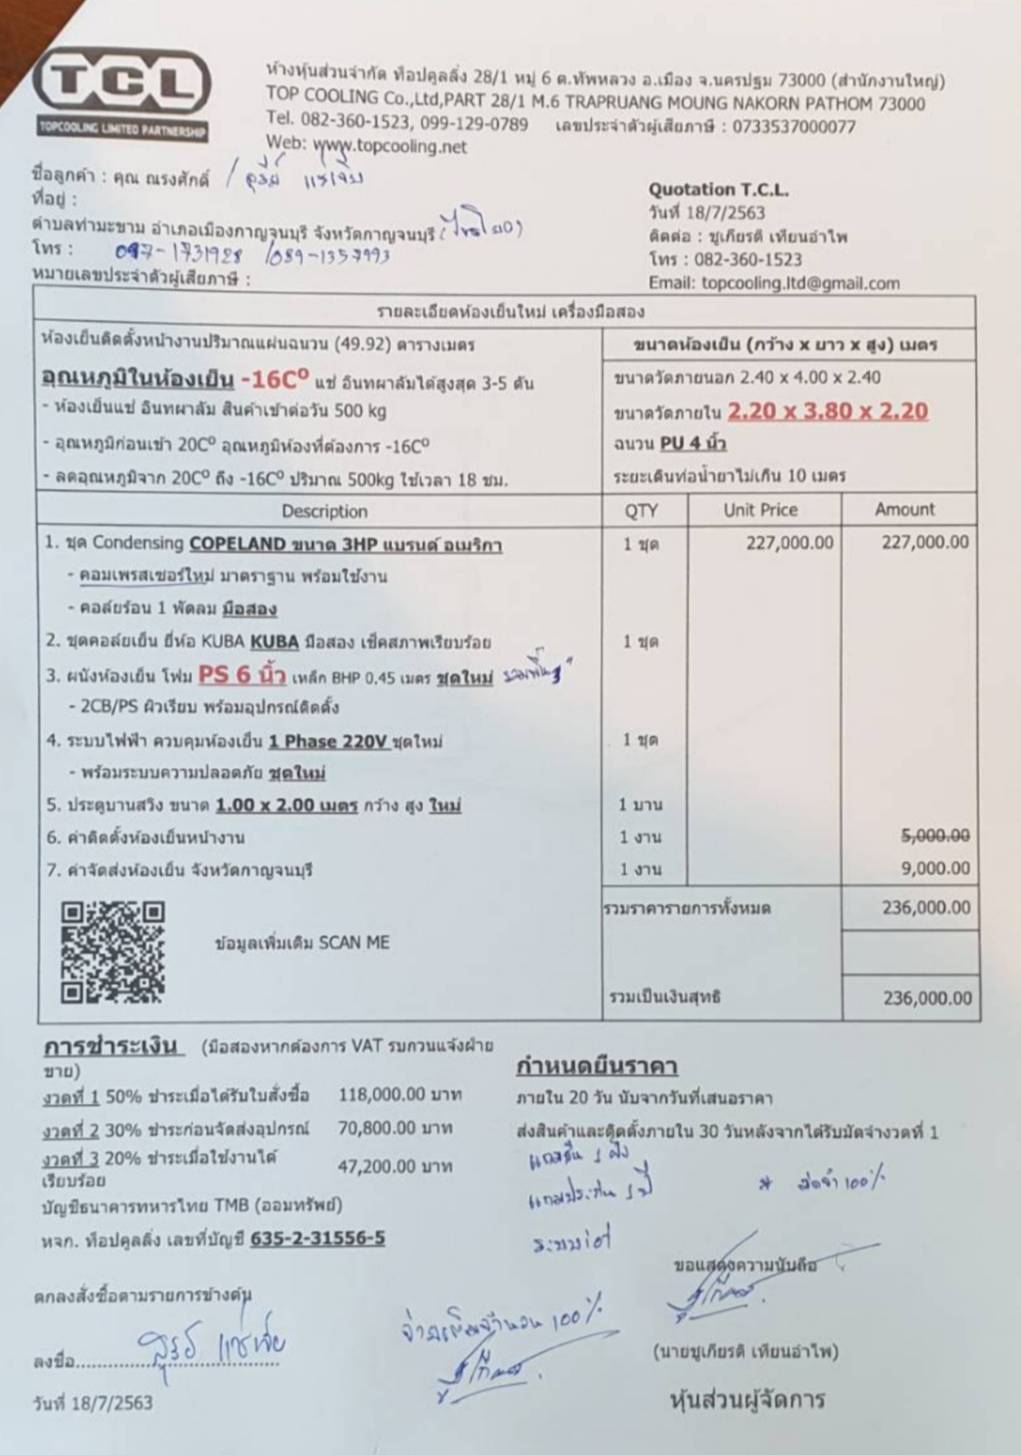 TCL
TOPCOOLING LIMITED PARTNERSHIP
ห้างหุ้นส่วนจำกัด ท็อปคูลลิ่ง 28/1 หมู่ 6 ต.ทัพหลวง อ.เมือง จ.นครปฐม 73000 (สำนักงานใหญ่)
TOP COOLING Co.,Ltd,PART 28/1 M.6 TRAPRUANG MOUNG NAKORN PATHOM 73000
Tel. 082-360-1523, 099-129-0789 เลขประจำตัวผู้เสียภาษี : 0733537000077
Web: www.topcooling.net
ชื่อลูกค้า : คุณ ณรงศักดิ์ /
ที่อยู่ :
ตำบลท่ามะขาม อำเภอเมืองกาญจนบุรี จังหวัดกาญจนบุรี
โทร : 097-1731928 /089-1357993
หมายเลขประจำตัวผู้เสียภาษี :
Quotation T.C.L.
วันที่ 18/7/2563
ติดต่อ : ชูเกียรติ เทียนอำไพ
โทร : 082-360-1523
Email: topcooling.ltd@gmail.com
รายละเอียดห้องเย็นใหม่ เครื่องมือสอง
ห้องเย็นติดตั้งหน้างานปริมาณแผ่นฉนวน (49.92) ตารางเมตร
อุณหภูมิในห้องเย็น -16C⁰ แช่ อินทผาลัมได้สูงสุด 3-5 ตัน
- ห้องเย็นแช่ อินทผาลัม สินค้าเข้าต่อวัน 500 kg
- อุณหภูมิก่อนเข้า 20C⁰ อุณหภูมิห้องที่ต้องการ -16C⁰
- ลดอุณหภูมิจาก 20C⁰ ถึง -16C⁰ ปริมาณ 500kg ใช้เวลา 18 ชม.
ขนาดห้องเย็น (กว้าง x ยาว x สูง) เมตร
ขนาดวัดภายนอก 2.40 x 4.00 x 2.40
ขนาดวัดภายใน 2.20 x 3.80 x 2.20
ฉนวน PU 4 นิ้ว
ระยะเดินท่อน้ำยาไม่เกิน 10 เมตร
Description QTY Unit Price Amount
1. ชุด Condensing COPELAND ขนาด 3HP แบรนด์ อเมริกา 1 ชุด 227,000.00 227,000.00
- คอมเพรสเซอร์ใหม่ มาตราฐาน พร้อมใช้งาน
- คอล์ยร้อน 1 พัดลม มือสอง
2. ชุดคอล์ยเย็น ยี่ห้อ KUBA KUBA มือสอง เช็คสภาพเรียบร้อย 1 ชุด
3. ผนังห้องเย็น โฟม PS 6 นิ้ว เหล็ก BHP 0.45 เมตร ชุดใหม่
- 2CB/PS ผิวเรียบ พร้อมอุปกรณ์ติดตั้ง
4. ระบบไฟฟ้า ควบคุมห้องเย็น 1 Phase 220V ชุดใหม่ 1 ชุด
- พร้อมระบบความปลอดภัย ชุดใหม่
5. ประตูบานสวิง ขนาด 1.00 x 2.00 เมตร กว้าง สูง ใหม่ 1 บาน
6. ค่าติดตั้งห้องเย็นหน้างาน 1 งาน 5,000.00
7. ค่าจัดส่งห้องเย็น จังหวัดกาญจนบุรี 1 งาน 9,000.00
รวมราคารายการทั้งหมด 236,000.00
ข้อมูลเพิ่มเติม SCAN ME
รวมเป็นเงินสุทธิ 236,000.00
การชำระเงิน (มือสองหากต้องการ VAT รบกวนแจ้งฝ่าย
ขาย)
งวดที่ 1 50% ชำระเมื่อได้รับใบสั่งซื้อ 118,000.00 บาท
งวดที่ 2 30% ชำระก่อนจัดส่งอุปกรณ์ 70,800.00 บาท
งวดที่ 3 20% ชำระเมื่อใช้งานได้
เรียบร้อย 47,200.00 บาท
บัญชีธนาคารทหารไทย TMB (ออมทรัพย์)
หจก. ท็อปคูลลิ่ง เลขที่บัญชี 635-2-31556-5
กำหนดยืนราคา
ภายใน 20 วัน นับจากวันที่เสนอราคา
ส่งสินค้าและติดตั้งภายใน 30 วันหลังจากได้รับมัดจำงวดที่ 1
แถมประกัน 1 ปี
100%
ขอแสดงความนับถือ
ตกลงสั่งซื้อตามรายการข้างต้น
จ่ายเงินจำนวน 100%
ลงชื่อ
(นายชูเกียรติ เทียนอำไพ)
วันที่ 18/7/2563
หุ้นส่วนผู้จัดการ